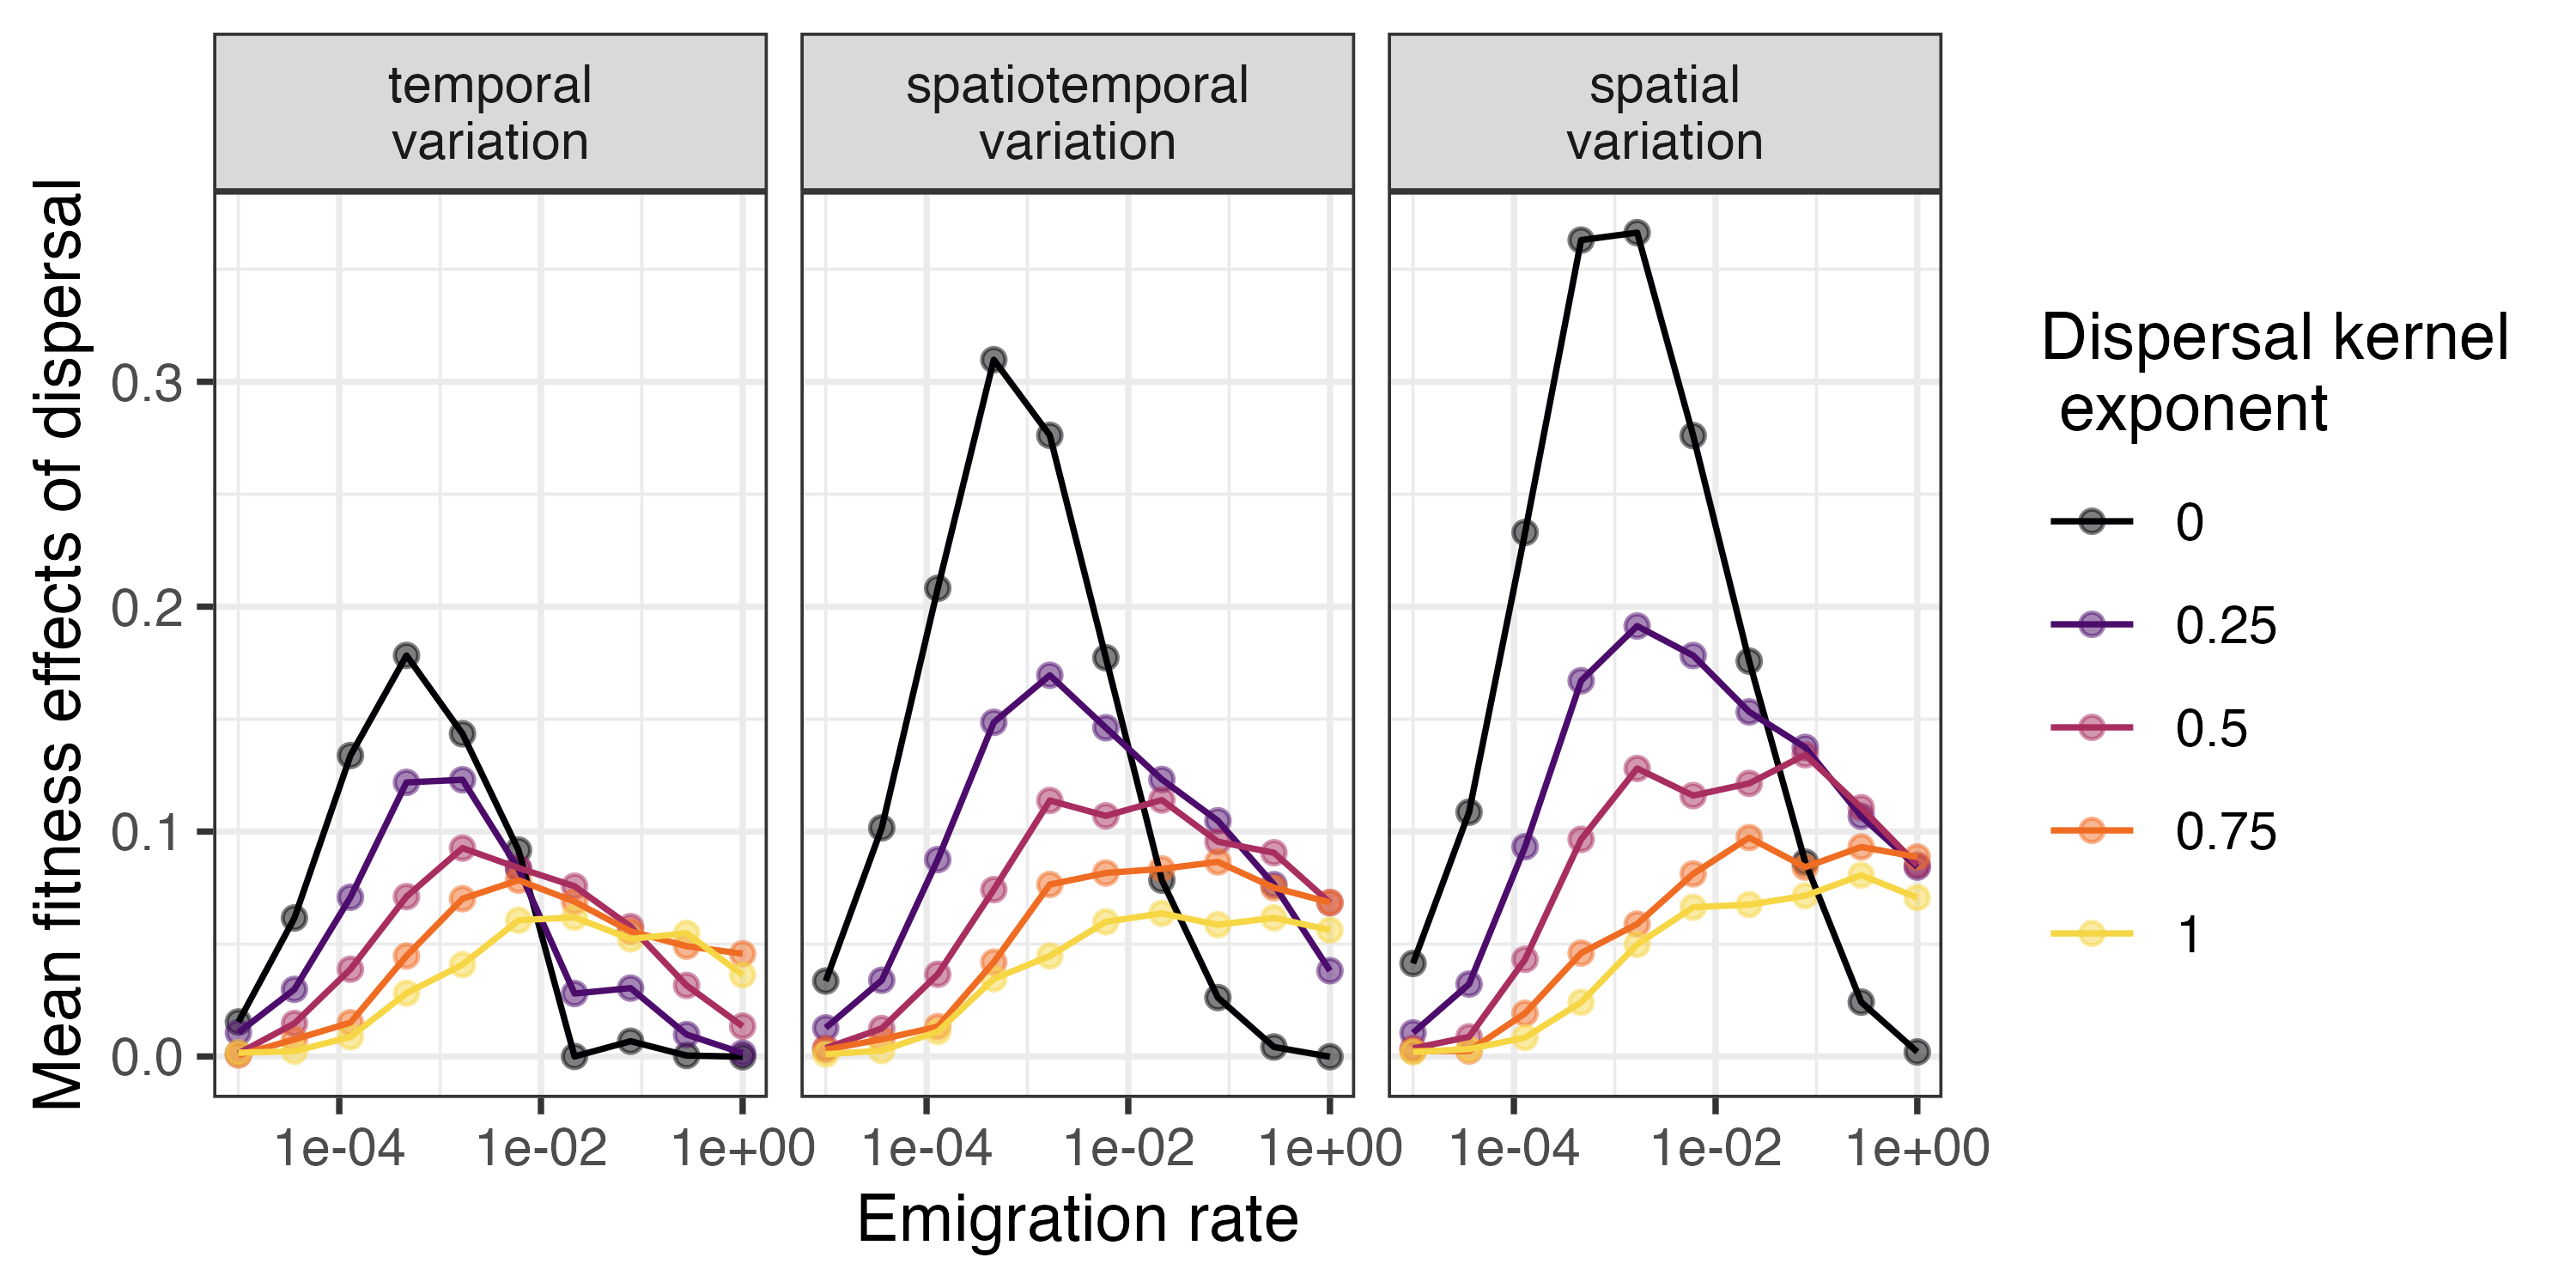 temporal
variation
spatiotemporal
variation
spatial
variation
Mean fitness effects of dispersal
0.3
0.2
0.1
0.0
1e-04 1e-02 1e+00
1e-04 1e-02 1e+00
1e-04 1e-02 1e+00
Emigration rate
Dispersal kernel
exponent
0
0.25
0.5
0.75
1